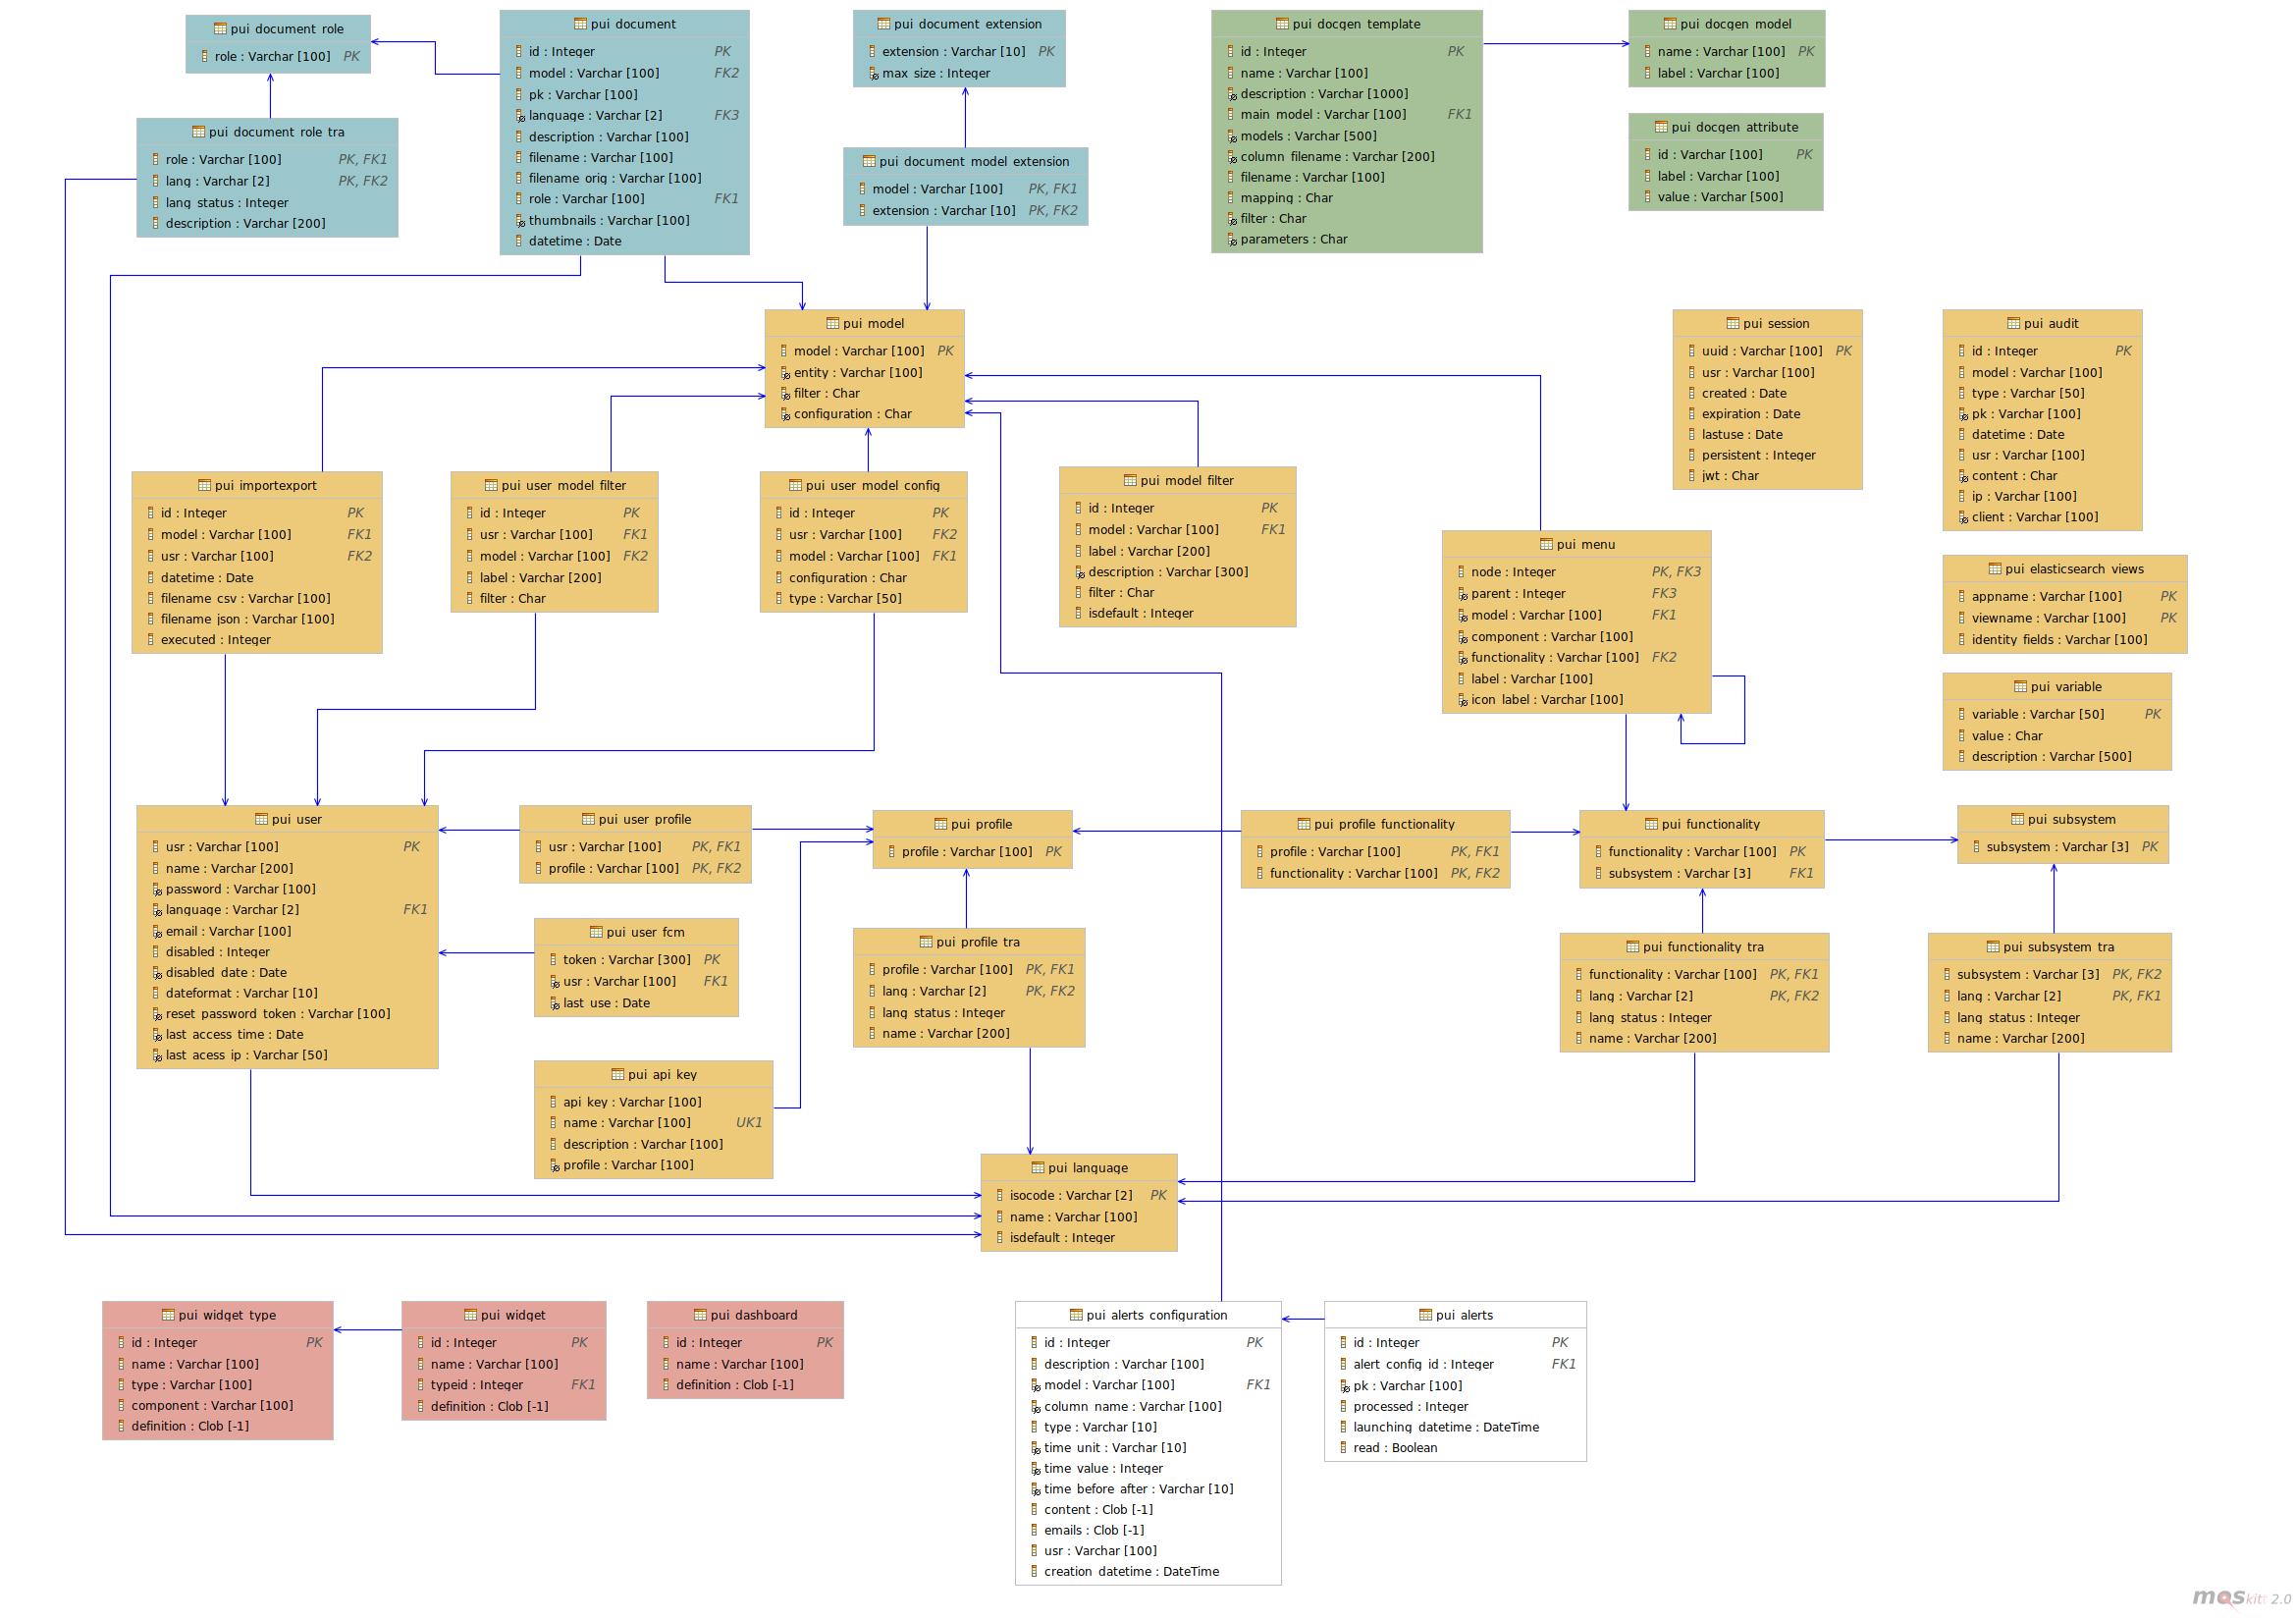 pui document role
role : Varchar [100] PK
pui document
id : Integer PK
model : Varchar [100] FK2
pk : Varchar [100]
language : Varchar [2] FK3
description : Varchar [100]
filename : Varchar [100]
filename orig : Varchar [100]
role : Varchar [100] FK1
thumbnails : Varchar [100]
datetime : Date
pui document extension
extension : Varchar [10] PK
max size : Integer
pui docgen template
id : Integer PK
name : Varchar [100]
description : Varchar [1000]
main model : Varchar [100] FK1
models : Varchar [500]
column filename : Varchar [200]
filename : Varchar [100]
mapping : Char
filter : Char
parameters : Char
pui docgen model
name : Varchar [100] PK
label : Varchar [100]
pui docgen attribute
id : Varchar [100] PK
label : Varchar [100]
value : Varchar [500]
pui document role tra
role : Varchar [100] PK, FK1
lang : Varchar [2] PK, FK2
lang status : Integer
description : Varchar [200]
pui document model extension
model : Varchar [100] PK, FK1
extension : Varchar [10] PK, FK2
pui model
model : Varchar [100] PK
entity : Varchar [100]
filter : Char
configuration : Char
pui session
uuid : Varchar [100] PK
usr : Varchar [100]
created : Date
expiration : Date
lastuse : Date
persistent : Integer
jwt : Char
pui audit
id : Integer PK
model : Varchar [100]
type : Varchar [50]
pk : Varchar [100]
datetime : Date
usr : Varchar [100]
content : Char
ip : Varchar [100]
client : Varchar [100]
pui importexport
id : Integer PK
model : Varchar [100] FK1
usr : Varchar [100] FK2
datetime : Date
filename csv : Varchar [100]
filename json : Varchar [100]
executed : Integer
pui user model filter
id : Integer PK
usr : Varchar [100] FK1
model : Varchar [100] FK2
label : Varchar [200]
filter : Char
pui user model config
id : Integer PK
usr : Varchar [100] FK2
model : Varchar [100] FK1
configuration : Char
type : Varchar [50]
pui model filter
id : Integer PK
model : Varchar [100] FK1
label : Varchar [200]
description : Varchar [300]
filter : Char
isdefault : Integer
pui menu
node : Integer PK, FK3
parent : Integer FK3
model : Varchar [100] FK1
component : Varchar [100]
functionality : Varchar [100] FK2
label : Varchar [100]
icon label : Varchar [100]
pui elasticsearch views
appname : Varchar [100] PK
viewname : Varchar [100] PK
identity fields : Varchar [100]
pui variable
variable : Varchar [50] PK
value : Char
description : Varchar [500]
pui user
usr : Varchar [100] PK
name : Varchar [200]
password : Varchar [100]
language : Varchar [2] FK1
email : Varchar [100]
disabled : Integer
disabled date : Date
dateformat : Varchar [10]
reset password token : Varchar [100]
last access time : Date
last acess ip : Varchar [50]
pui user profile
usr : Varchar [100] PK, FK1
profile : Varchar [100] PK, FK2
pui profile
profile : Varchar [100] PK
pui profile functionality
profile : Varchar [100] PK, FK1
functionality : Varchar [100] PK, FK2
pui functionality
functionality : Varchar [100] PK
subsystem : Varchar [3] FK1
pui subsystem
subsystem : Varchar [3] PK
pui user fcm
token : Varchar [300] PK
usr : Varchar [100] FK1
last use : Date
pui profile tra
profile : Varchar [100] PK, FK1
lang : Varchar [2] PK, FK2
lang status : Integer
name : Varchar [200]
pui functionality tra
functionality : Varchar [100] PK, FK1
lang : Varchar [2] PK, FK2
lang status : Integer
name : Varchar [200]
pui subsystem tra
subsystem : Varchar [3] PK, FK2
lang : Varchar [2] PK, FK1
lang status : Integer
name : Varchar [200]
pui api key
api key : Varchar [100]
name : Varchar [100] UK1
description : Varchar [100]
profile : Varchar [100]
pui language
isocode : Varchar [2] PK
name : Varchar [100]
isdefault : Integer
pui widget type
id : Integer PK
name : Varchar [100]
type : Varchar [100]
component : Varchar [100]
definition : Clob [-1]
pui widget
id : Integer PK
name : Varchar [100]
typeid : Integer FK1
definition : Clob [-1]
pui dashboard
id : Integer PK
name : Varchar [100]
definition : Clob [-1]
pui alerts configuration
id : Integer PK
description : Varchar [100]
model : Varchar [100] FK1
column name : Varchar [100]
type : Varchar [10]
time unit : Varchar [10]
time value : Integer
time before after : Varchar [10]
content : Clob [-1]
emails : Clob [-1]
usr : Varchar [100]
creation datetime : DateTime
pui alerts
id : Integer PK
alert config id : Integer FK1
pk : Varchar [100]
processed : Integer
launching datetime : DateTime
read : Boolean
moskitt 2.0